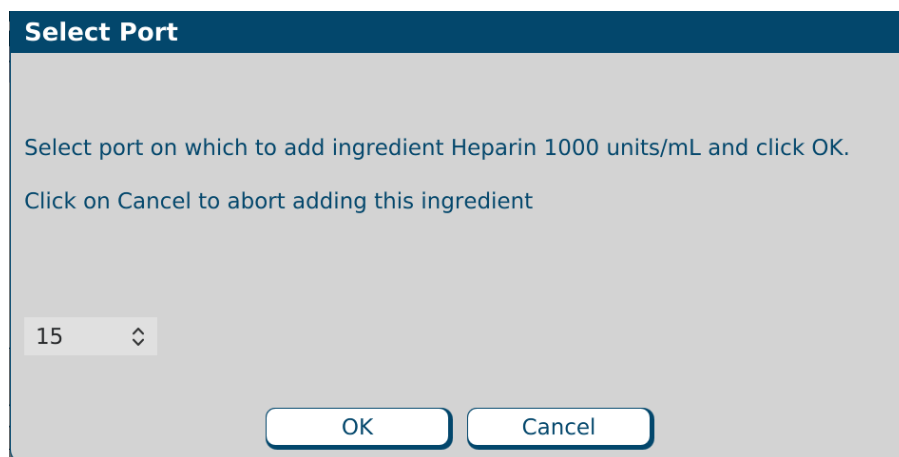 Select Port
Select port on which to add ingredient Heparin 1000 units/mL and click OK.
Click on Cancel to abort adding this ingredient
15
OK
Cancel